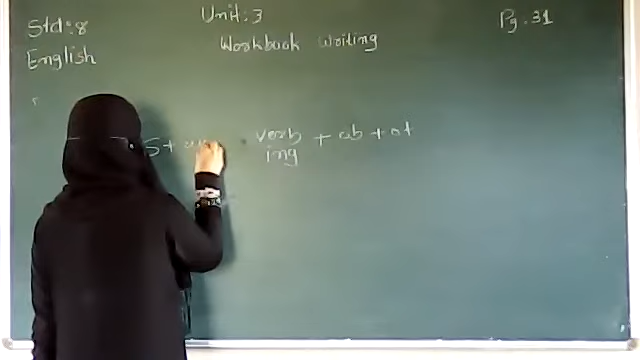 Std:8
Unit:3
Pg.31
English
Workbook writing
S + verb + ob + ot
ing